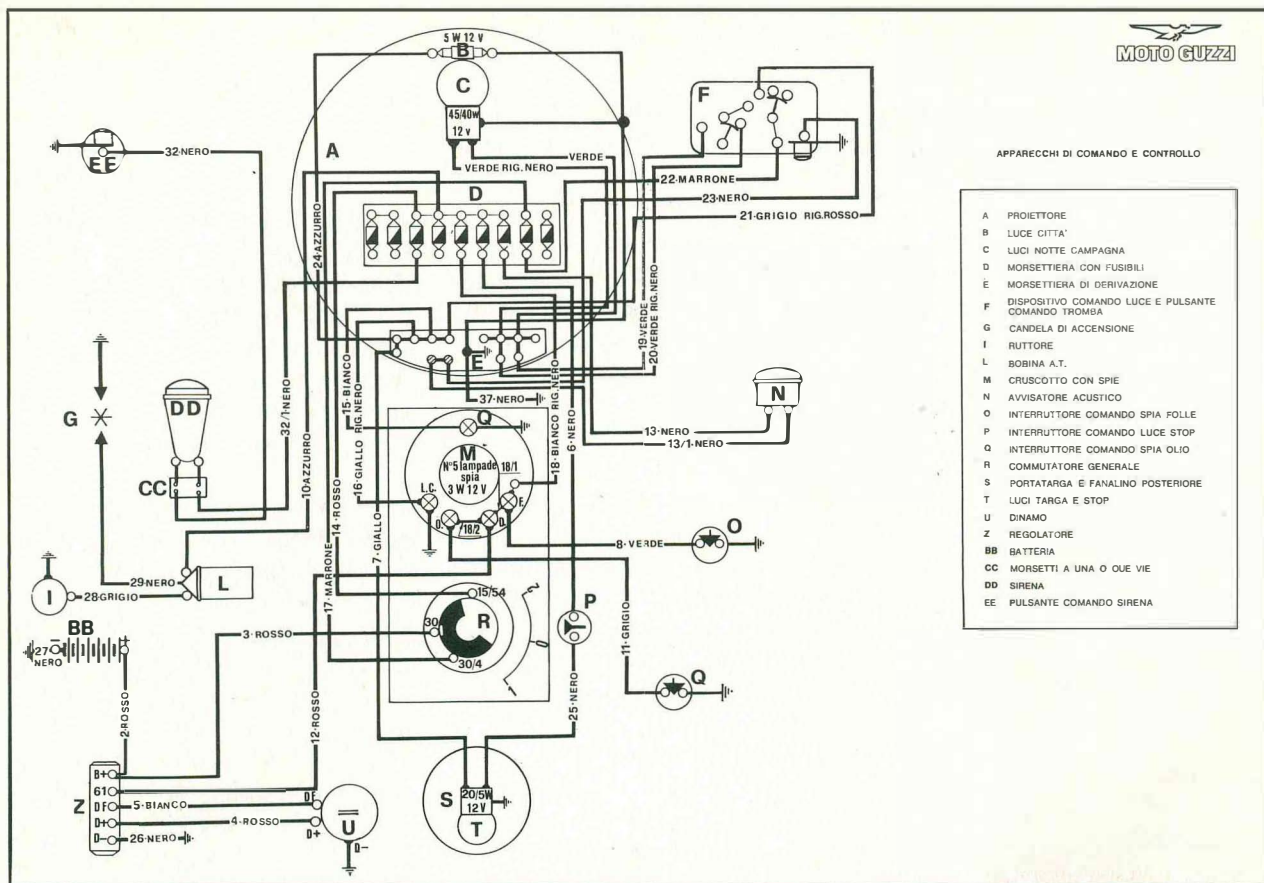 MOTO GUZZI
5 W 12 V
B
C
45/40W
12 V
A
F
EE
32-NERO
VERDE
VERDE RIG. NERO
22-MARRONE
23-NERO
21-GRIGIO RIG.ROSSO
D
24-AZZURRO
19-VERDE
20-VERDE RIG.NERO
E
37-NERO
G
DD
CC
32/1-NERO
10-AZZURRO
15-BIANCO
16-GIALLO RIG.NERO
14-ROSSO
7-GIALLO
17-MARRONE
18-BIANCO RIG.NERO
6-NERO
N
13-NERO
13/1-NERO
Q
M
N°5 lampade
spia
3 W 12 V
18/1
L.C.
F.
O.
D.
18/2
8-VERDE
O
29-NERO
L
I
28-GRIGIO
15/54
2
30
R
0
30/4
1
P
11-GRIGIO
Q
25-NERO
BB
+
27
NERO
3-ROSSO
2-ROSSO
12-ROSSO
B+
61
Z
DF
5-BIANCO
DF
D+
4-ROSSO
D+
U
D-
26-NERO
D-
S
20/5W
12 V
T
APPARECCHI DI COMANDO E CONTROLLO
A PROIETTORE
B LUCE CITTA'
C LUCI NOTTE CAMPAGNA
D MORSETTIERA CON FUSIBILI
E MORSETTIERA DI DERIVAZIONE
F DISPOSITIVO COMANDO LUCE E PULSANTE
COMANDO TROMBA
G CANDELA DI ACCENSIONE
I RUTTORE
L BOBINA A.T.
M CRUSCOTTO CON SPIE
N AVVISATORE ACUSTICO
O INTERRUTTORE COMANDO SPIA FOLLE
P INTERRUTTORE COMANDO LUCE STOP
Q INTERRUTTORE COMANDO SPIA OLIO
R COMMUTATORE GENERALE
S PORTATARGA E FANALINO POSTERIORE
T LUCI TARGA E STOP
U DINAMO
Z REGOLATORE
BB BATTERIA
CC MORSETTI A UNA O OUE VIE
DD SIRENA
EE PULSANTE COMANDO SIRENA